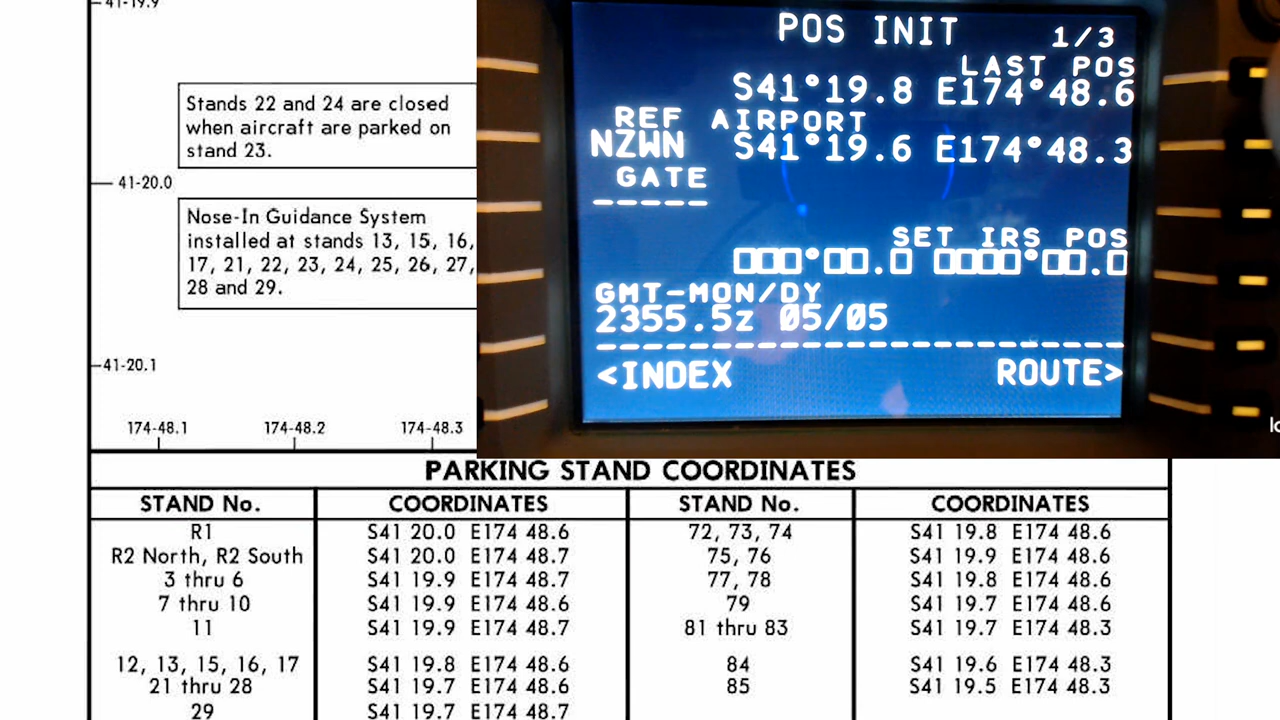 41-19.9
Stands 22 and 24 are closed
when aircraft are parked on
stand 23.
41-20.0
Nose-In Guidance System
installed at stands 13, 15, 16,
17, 21, 22, 23, 24, 25, 26, 27,
28 and 29.
41-20.1
174-48.1 174-48.2 174-48.3
POS INIT 1/3
LAST POS
S41°19.8 E174°48.6
REF AIRPORT
NZWN S41°19.6 E174°48.3
GATE
-----
SET IRS POS
□□□°□□.□ □□□□°□□.□
GMT-MON/DY
2355.5z 05/05
------------------------
<INDEX ROUTE>
PARKING STAND COORDINATES
STAND No. COORDINATES STAND No. COORDINATES
R1 S41 20.0 E174 48.6 72, 73, 74 S41 19.8 E174 48.6
R2 North, R2 South S41 20.0 E174 48.7 75, 76 S41 19.9 E174 48.6
3 thru 6 S41 19.9 E174 48.7 77, 78 S41 19.8 E174 48.6
7 thru 10 S41 19.9 E174 48.6 79 S41 19.7 E174 48.6
11 S41 19.9 E174 48.7 81 thru 83 S41 19.7 E174 48.3
12, 13, 15, 16, 17 S41 19.8 E174 48.6 84 S41 19.6 E174 48.3
21 thru 28 S41 19.7 E174 48.6 85 S41 19.5 E174 48.3
29 S41 19.7 E174 48.7